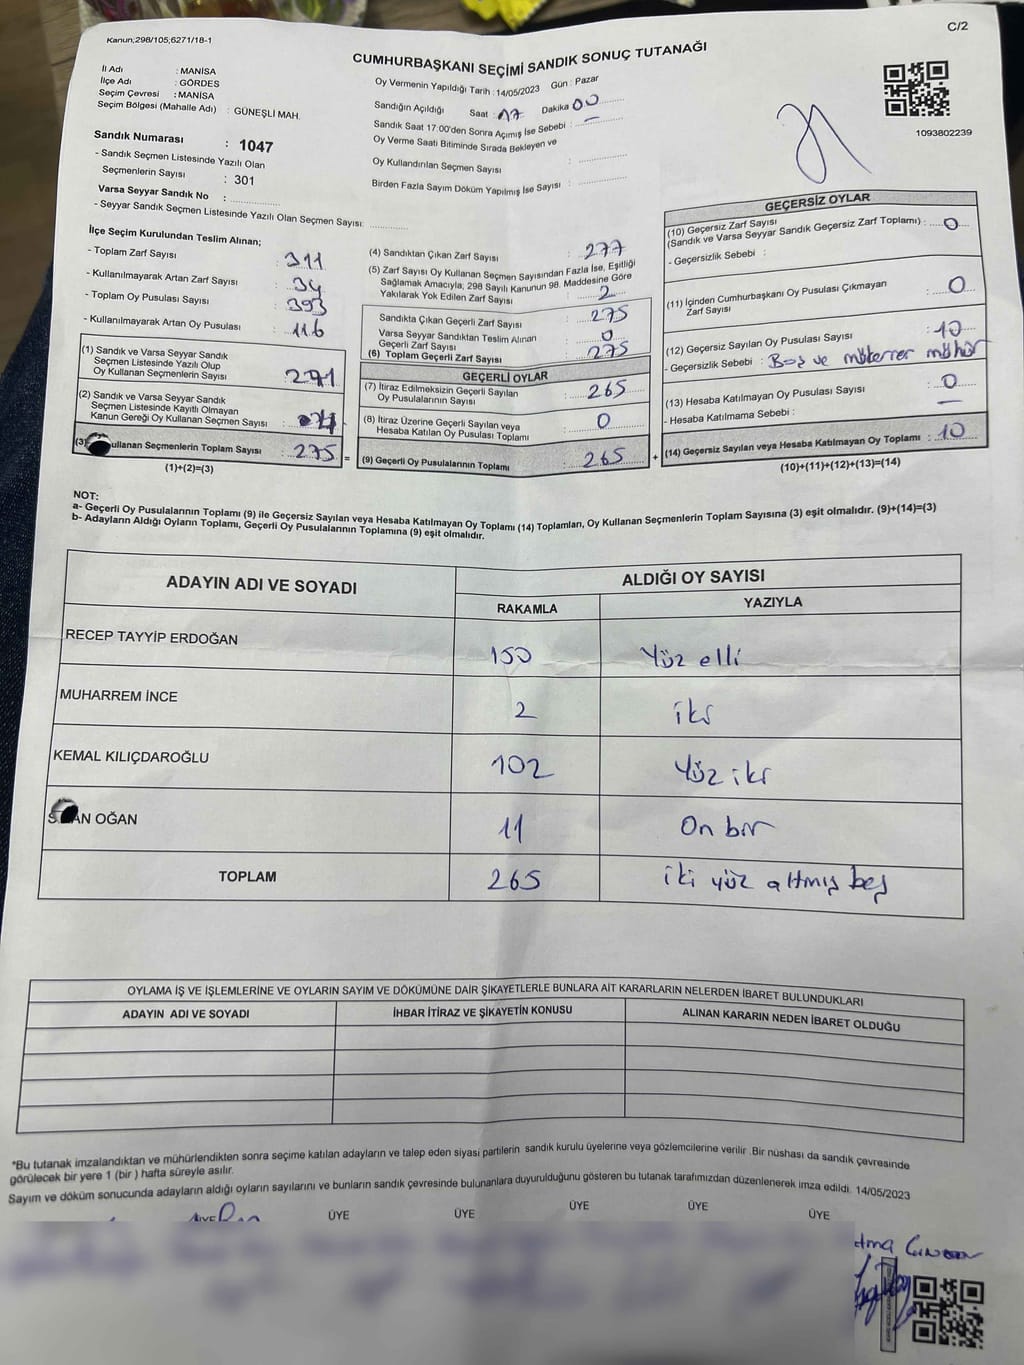 Kanun;298/105;6271/18-1
C/2
CUMHURBAŞKANI SEÇİMİ SANDIK SONUÇ TUTANAĞI
İl Adı : MANİSA
İlçe Adı : GÖRDES
Seçim Çevresi : MANİSA
Seçim Bölgesi (Mahalle Adı) : GÜNEŞLİ MAH.
Sandık Numarası : 1047
- Sandık Seçmen Listesinde Yazılı Olan
Seçmenlerin Sayısı : 301
Varsa Seyyar Sandık No :
- Seyyar Sandık Seçmen Listesinde Yazılı Olan Seçmen Sayısı:
Oy Vermenin Yapıldığı Tarih : 14/05/2023 Gün : Pazar
Sandığın Açıldığı Saat : 17 Dakika 00
Sandık Saat 17:00'den Sonra Açımış İse Sebebi : –
Oy Verme Saati Bitiminde Sırada Bekleyen ve
Oy Kullandırılan Seçmen Sayısı :
Birden Fazla Sayım Döküm Yapılmış İse Sayısı :
1093802239
İlçe Seçim Kurulundan Teslim Alınan;
- Toplam Zarf Sayısı : 311
- Kullanılmayarak Artan Zarf Sayısı : 34
- Toplam Oy Pusulası Sayısı : 393
- Kullanılmayarak Artan Oy Pusulası : 116
(1) Sandık ve Varsa Seyyar Sandık
Seçmen Listesinde Yazılı Olup
Oy Kullanan Seçmenlerin Sayısı : 271
(2) Sandık ve Varsa Seyyar Sandık
Seçmen Listesinde Kayıtlı Olmayan
Kanun Gereği Oy Kullanan Seçmen Sayısı :
(3) ullanan Seçmenlerin Toplam Sayısı : 275 =
(1)+(2)=(3)
(4) Sandıktan Çıkan Zarf Sayısı : 277
(5) Zarf Sayısı Oy Kullanan Seçmen Sayısından Fazla İse, Eşitliği
Sağlamak Amacıyla; 298 Sayılı Kanunun 98. Maddesine Göre
Yakılarak Yok Edilen Zarf Sayısı : 2
Sandıkta Çıkan Geçerli Zarf Sayısı : 275
Varsa Seyyar Sandıktan Teslim Alınan
Geçerli Zarf Sayısı : 0
(6) Toplam Geçerli Zarf Sayısı : 275
GEÇERLİ OYLAR
(7) İtiraz Edilmeksizin Geçerli Sayılan
Oy Pusulalarının Sayısı : 265
(8) İtiraz Üzerine Geçerli Sayılan veya
Hesaba Katılan Oy Pusulası Toplamı : 0
(9) Geçerli Oy Pusulalarının Toplamı : 265 +
GEÇERSİZ OYLAR
(10) Geçersiz Zarf Sayısı
(Sandık ve Varsa Seyyar Sandık Geçersiz Zarf Toplamı) : 0
- Geçersizlik Sebebi :
(11) İçinden Cumhurbaşkanı Oy Pusulası Çıkmayan
Zarf Sayısı : 0
(12) Geçersiz Sayılan Oy Pusulası Sayısı : 10
- Geçersizlik Sebebi : Boş ve mükerrer mühür
(13) Hesaba Katılmayan Oy Pusulası Sayısı : 0
- Hesaba Katılmama Sebebi : –
(14) Geçersiz Sayılan veya Hesaba Katılmayan Oy Toplamı : 10
(10)+(11)+(12)+(13)=(14)
NOT:
a- Geçerli Oy Pusulalarının Toplamı (9) ile Geçersiz Sayılan veya Hesaba Katılmayan Oy Toplamı (14) Toplamları, Oy Kullanan Seçmenlerin Toplam Sayısına (3) eşit olmalıdır. (9)+(14)=(3)
b- Adayların Aldığı Oyların Toplamı, Geçerli Oy Pusulalarının Toplamına (9) eşit olmalıdır.
ADAYIN ADI VE SOYADI
ALDIĞI OY SAYISI
RAKAMLA YAZIYLA
RECEP TAYYİP ERDOĞAN 150 Yüz elli
MUHARREM İNCE 2 iki
KEMAL KILIÇDAROĞLU 102 Yüz iki
S AN OĞAN 11 On bir
TOPLAM 265 iki yüz altmış beş
OYLAMA İŞ VE İŞLEMLERİNE VE OYLARIN SAYIM VE DÖKÜMÜNE DAİR ŞİKAYETLERLE BUNLARA AİT KARARLARIN NELERDEN İBARET BULUNDUKLARI
ADAYIN ADI VE SOYADI İHBAR İTİRAZ VE ŞİKAYETİN KONUSU ALINAN KARARIN NEDEN İBARET OLDUĞU
*Bu tutanak imzalandıktan ve mühürlendikten sonra seçime katılan adayların ve talep eden siyasi partilerin sandık kurulu üyelerine veya gözlemcilerine verilir .Bir nüshası da sandık çevresinde
görülecek bir yere 1 (bir ) hafta süreyle asılır.
Sayım ve döküm sonucunda adayların aldığı oyların sayılarını ve bunların sandık çevresinde bulunanlara duyurulduğunu gösteren bu tutanak tarafımızdan düzenlenerek imza edildi. 14/05/2023
ÜYE ÜYE ÜYE ÜYE ÜYE